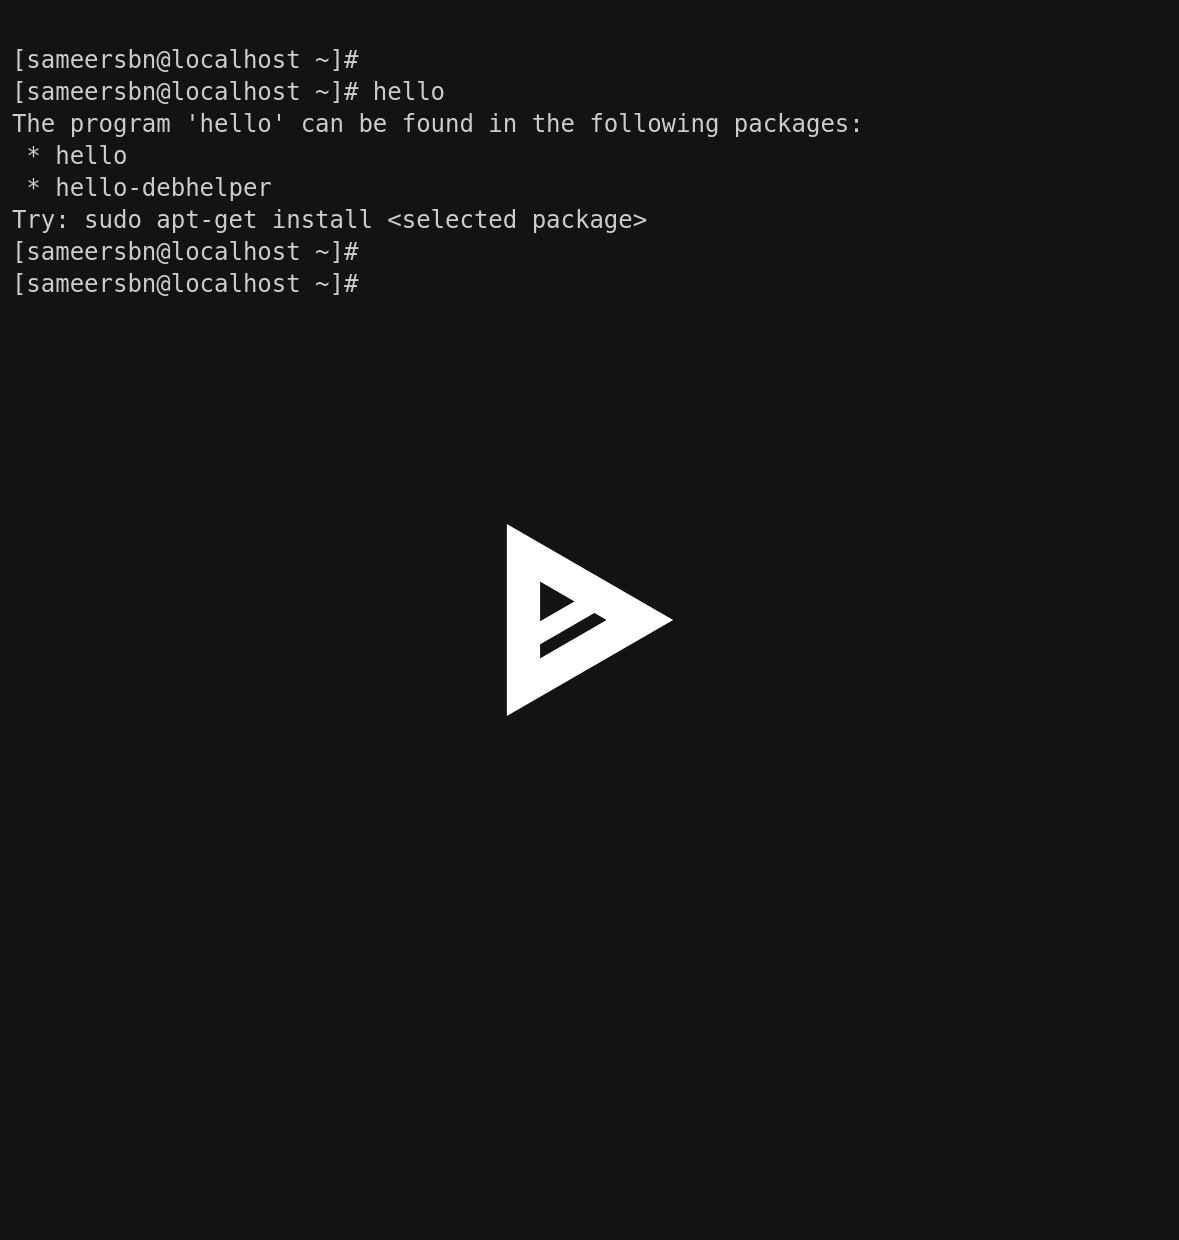 [sameersbn@localhost ~]#
[sameersbn@localhost ~]# hello
The program 'hello' can be found in the following packages:
 * hello
 * hello-debhelper
Try: sudo apt-get install <selected package>
[sameersbn@localhost ~]#
[sameersbn@localhost ~]#